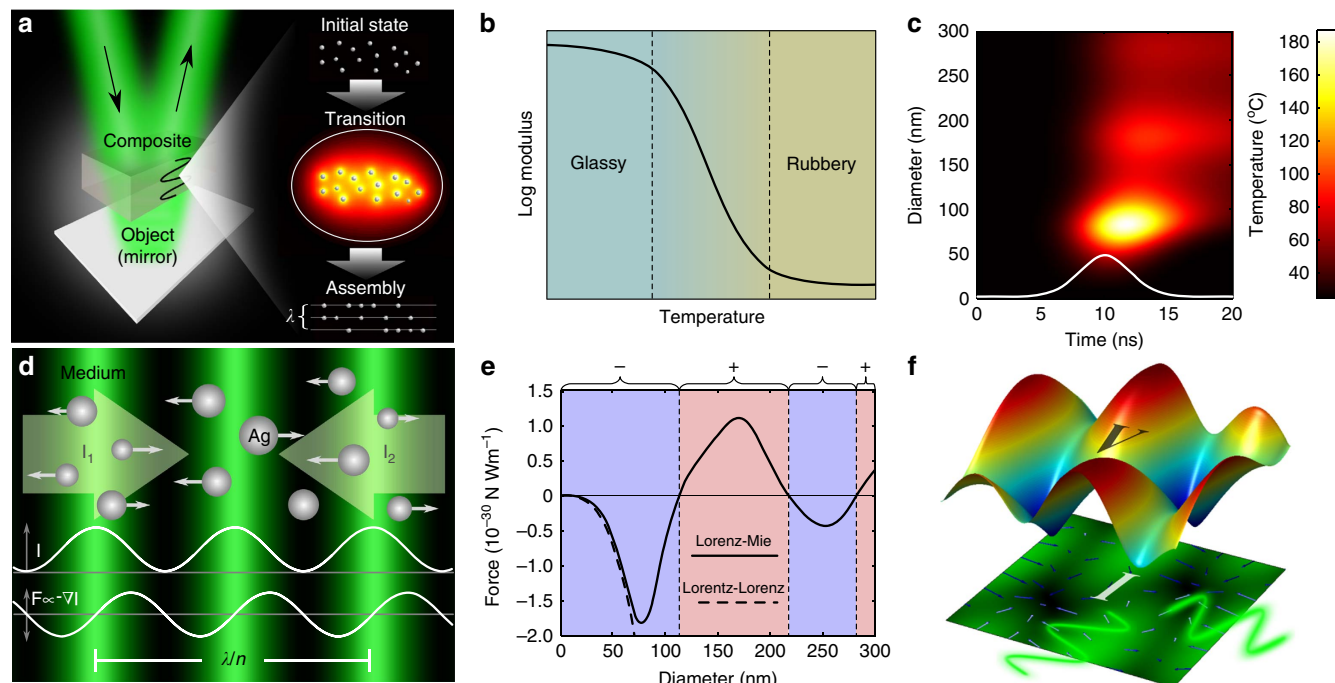 a
Initial state
Composite
Transition
Object
(mirror)
Assembly
λ {
b
Log modulus
Glassy
Rubbery
Temperature
c
Diameter (nm)
300
250
200
150
100
50
0
0 5 10 15 20
Time (ns)
Temperature (°C)
180
160
140
120
100
80
60
40
d
Medium
I₁
Ag
I₂
I
F∝-∇I
λ/n
e
− + − +
Force (10⁻³⁰ N Wm⁻¹)
1.5
1.0
0.5
0
−0.5
−1.0
−1.5
−2.0
Lorenz-Mie
Lorentz-Lorenz
0 50 100 150 200 250 300
Diameter (nm)
f
V
I